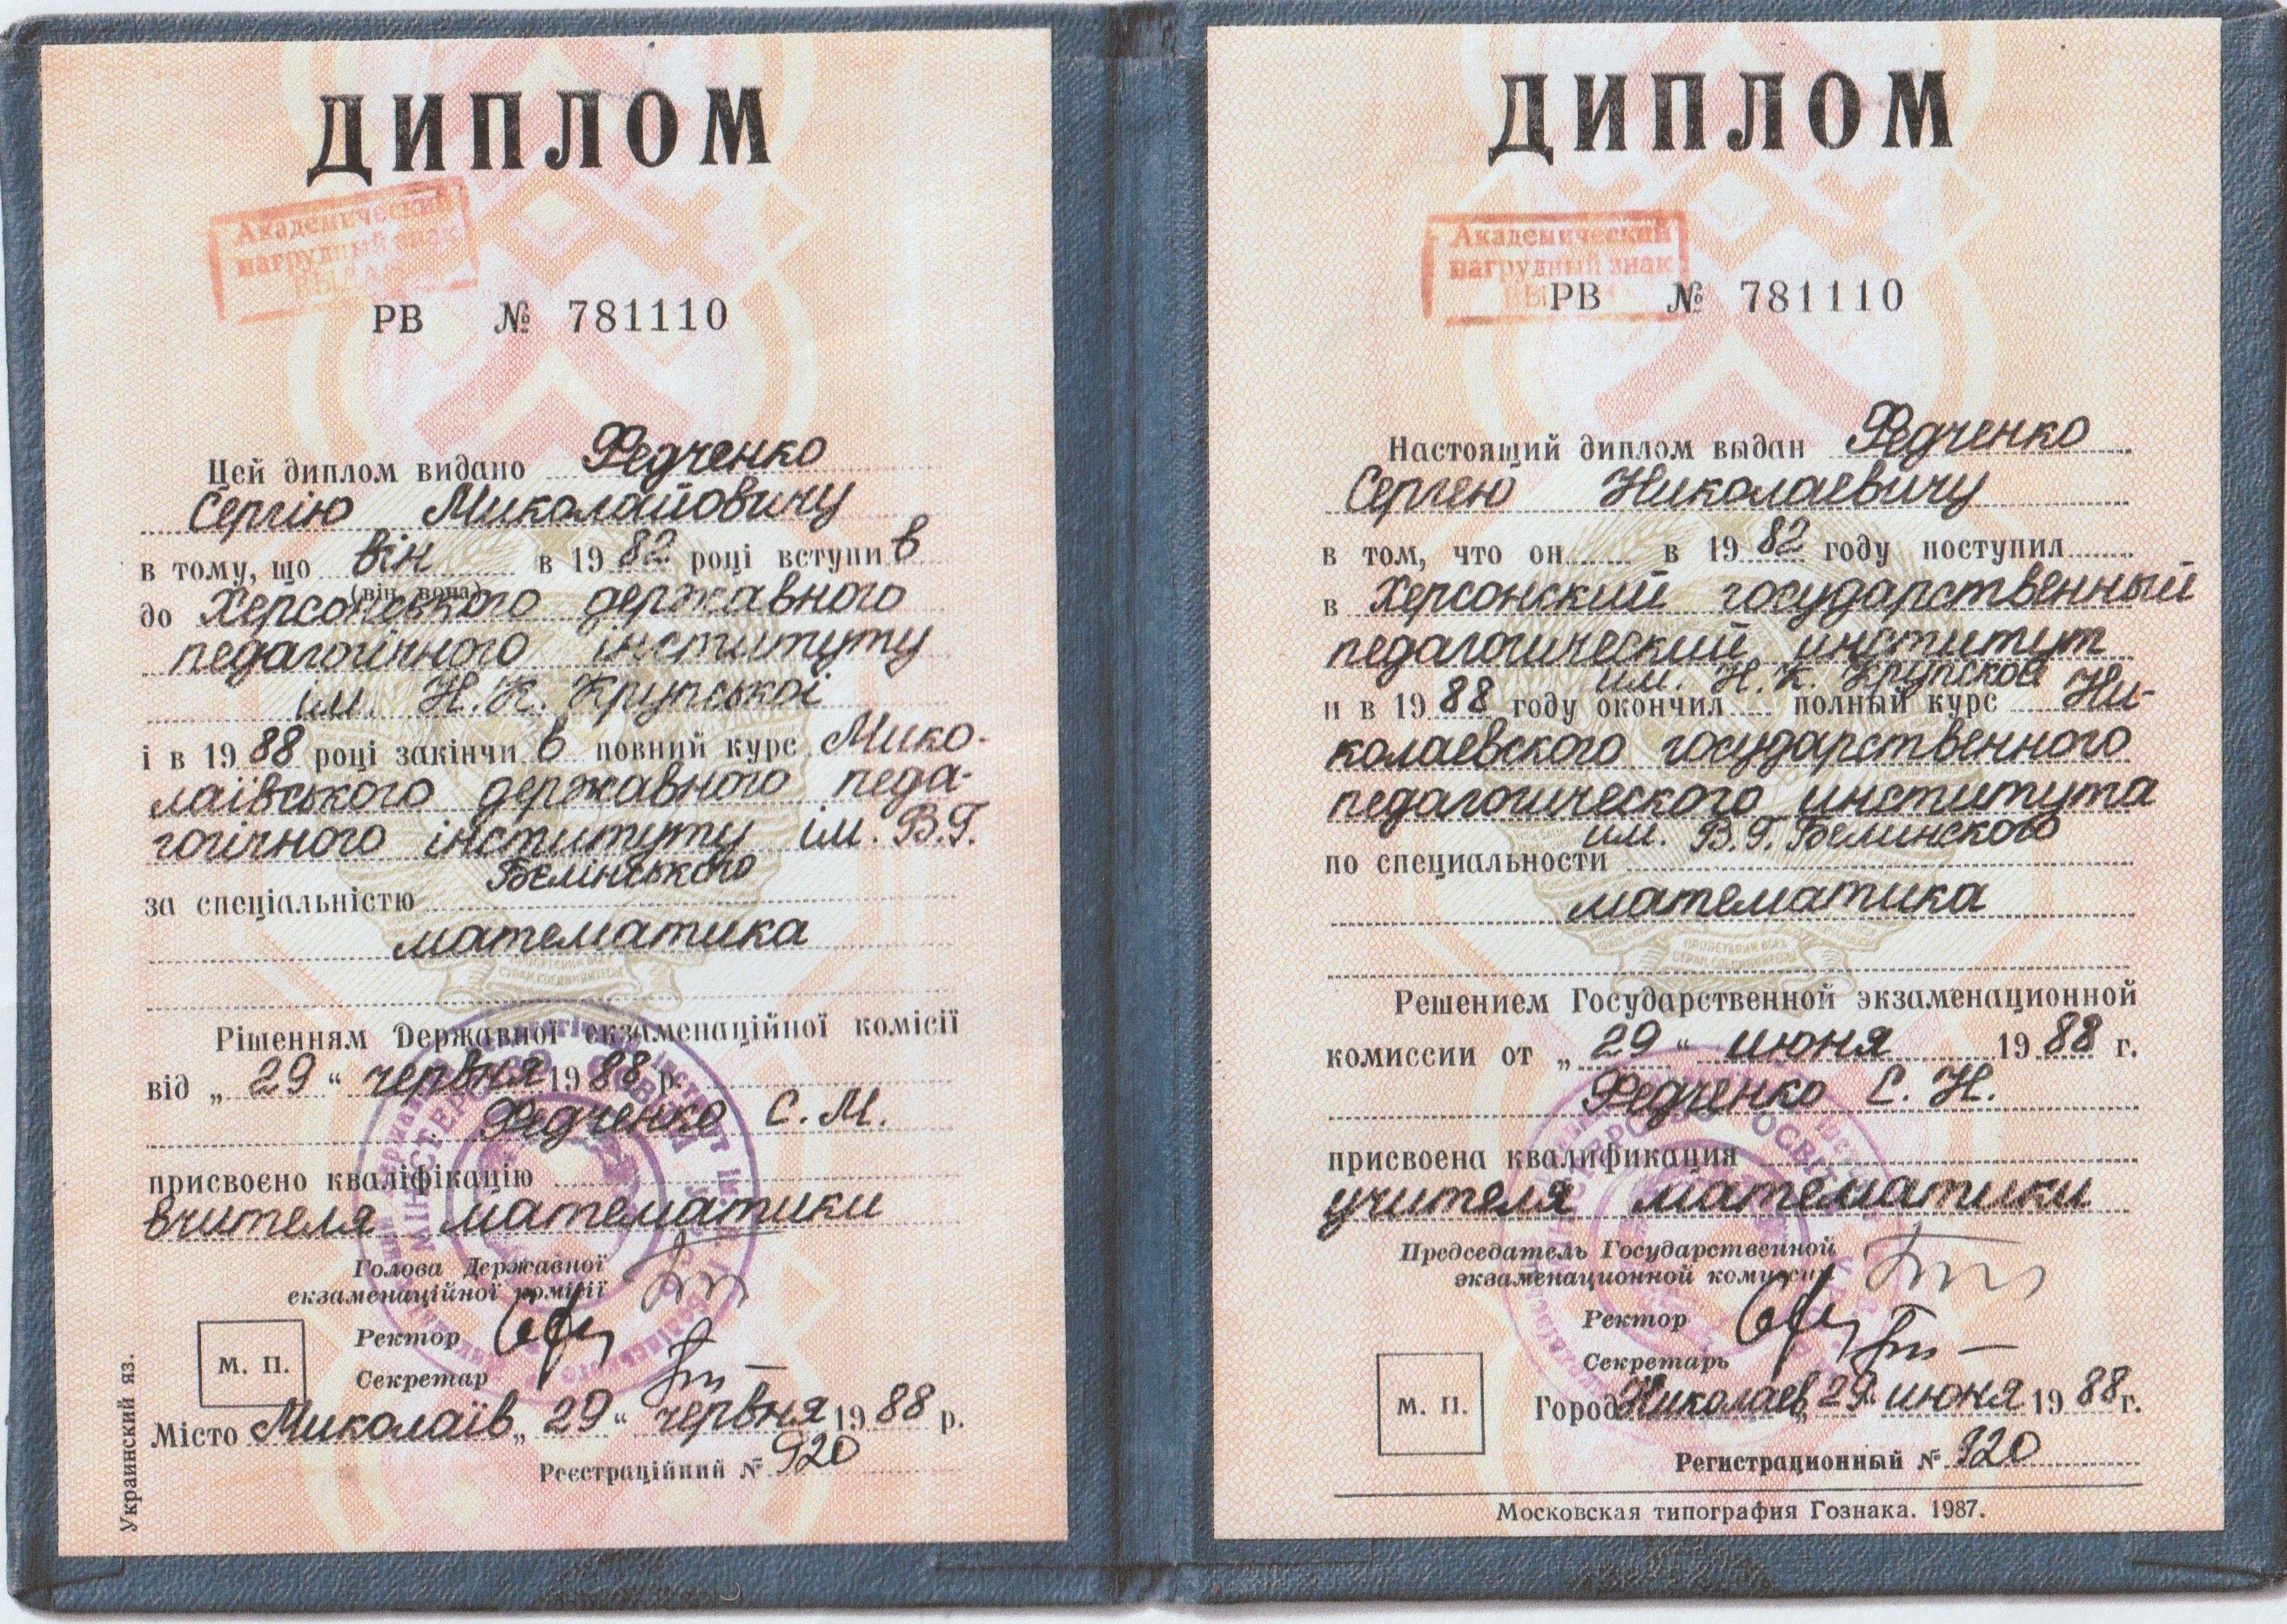 ДИПЛОМ
Академический
нагрудный знак
ВЫДАН
РВ № 781110
Цей диплом видано Федченко
Сергію Миколайовичу
в тому, що він в 1982 році вступив
(він, вона)
до Херсонського державного
педагогічного інституту
ім. Н.К. Крупської
і в 1988 році закінчив повний курс Мико-
лаївського державного педа-
гогічного інституту ім. В.Г.
Бєлінського
за спеціальністю
математика
Рішенням Державної екзаменаційної комісії
від „29“ червня 1988 р.
Федченко С.М.
присвоєно кваліфікацію
вчителя математики
Голова Державної
екзаменаційної комісії
Ректор
Секретар
М. П.
Місто Миколаїв „29“ червня 1988 р.
Реєстраційний № 920
Украинский яз.
ДИПЛОМ
Академический
нагрудный знак
РВ № 781110
Настоящий диплом выдан Федченко
Сергею Николаевичу
в том, что он в 1982 году поступил
в Херсонский государственный
педагогический институт
им. Н.К. Крупской
и в 1988 году окончил полный курс Ни-
колаевского государственного
педагогического института
им. В.Г. Белинского
по специальности
математика
Решением Государственной экзаменационной
комиссии от „29“ июня 1988 г.
Федченко С.Н.
присвоена квалификация
учителя математики
Председатель Государственной
экзаменационной комиссии
Ректор
Секретарь
М. П.
Город Николаев, „29“ июня 1988 г.
Регистрационный № 920
Московская типография Гознака. 1987.